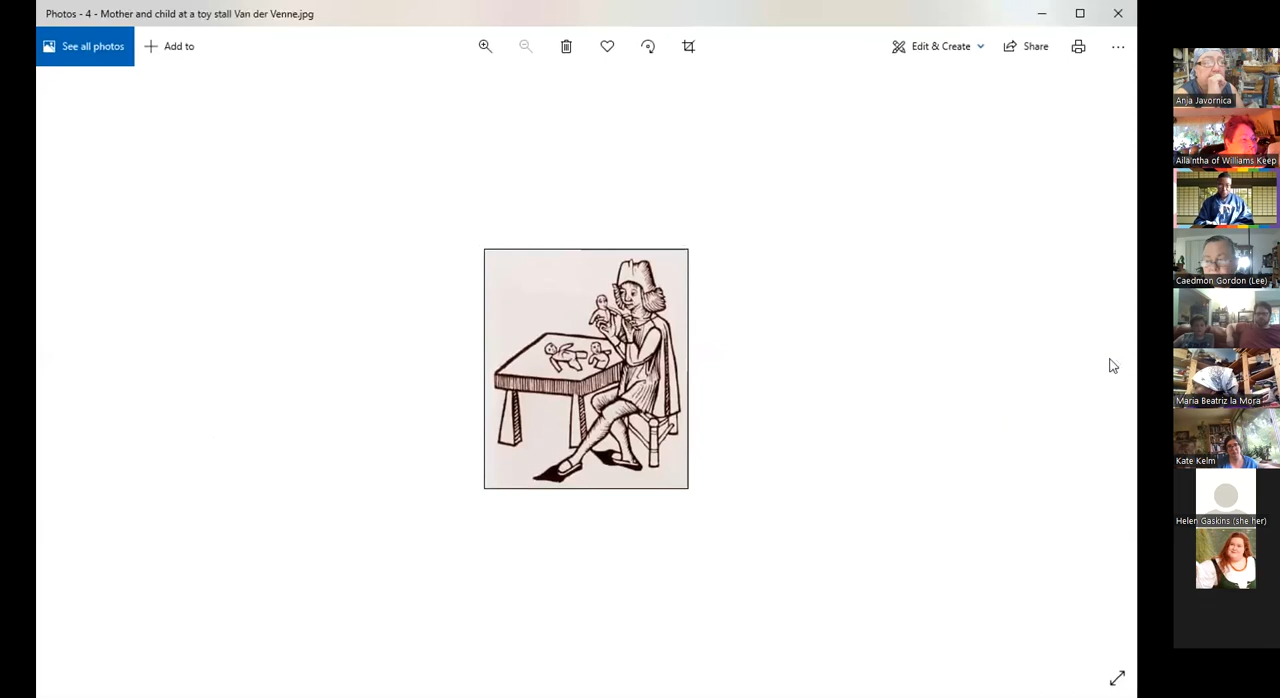 Photos - 4 - Mother and child at a toy stall Van der Venne.jpg
See all photos
Add to
Edit & Create
Share
Anja Javornica
Aila'ntha of Williams Keep
Caedmon Gordon (Lee)
Maria Beatriz la Mora
Kate Kelm
Helen Gaskins (she her)